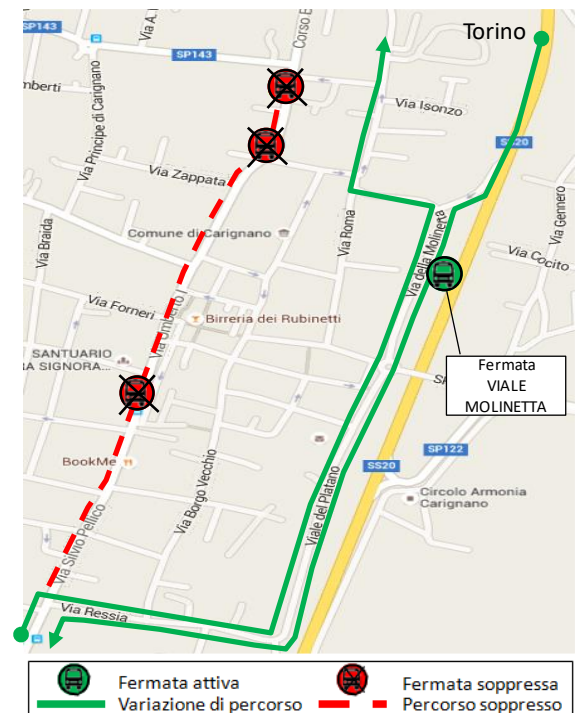 SP143
Via A.
Corso E
Torino
SP143
mberti
Via Principe di Carignano
Via Isonzo
SS20
Via Zappata
Via Gennero
Comune di Carignano
Via Roma
Via della Molinetta
Via Braida
Via Cocito
Via Forneri
Via Umberto I
Birreria dei Rubinetti
SANTUARIO
IA SIGNORA...
Fermata
VIALE
MOLINETTA
BookMe
SP122
SS20
Via Borgo Vecchio
Viale del Platano
Circolo Armonia
Carignano
Via Silvio Pellico
Via Ressia
Fermata attiva
Fermata soppressa
Variazione di percorso
Percorso soppresso